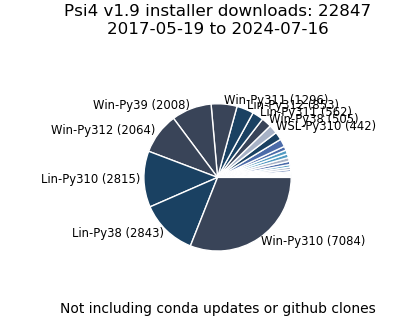 Psi4 v1.9 installer downloads: 22847
2017-05-19 to 2024-07-16
Win-Py311 (1296)
Lin-Py312 (853)
Lin-Py311 (562)
Win-Py38 (505)
WSL-Py310 (442)
Win-Py39 (2008)
Win-Py312 (2064)
Lin-Py310 (2815)
Lin-Py38 (2843)
Win-Py310 (7084)
Not including conda updates or github clones